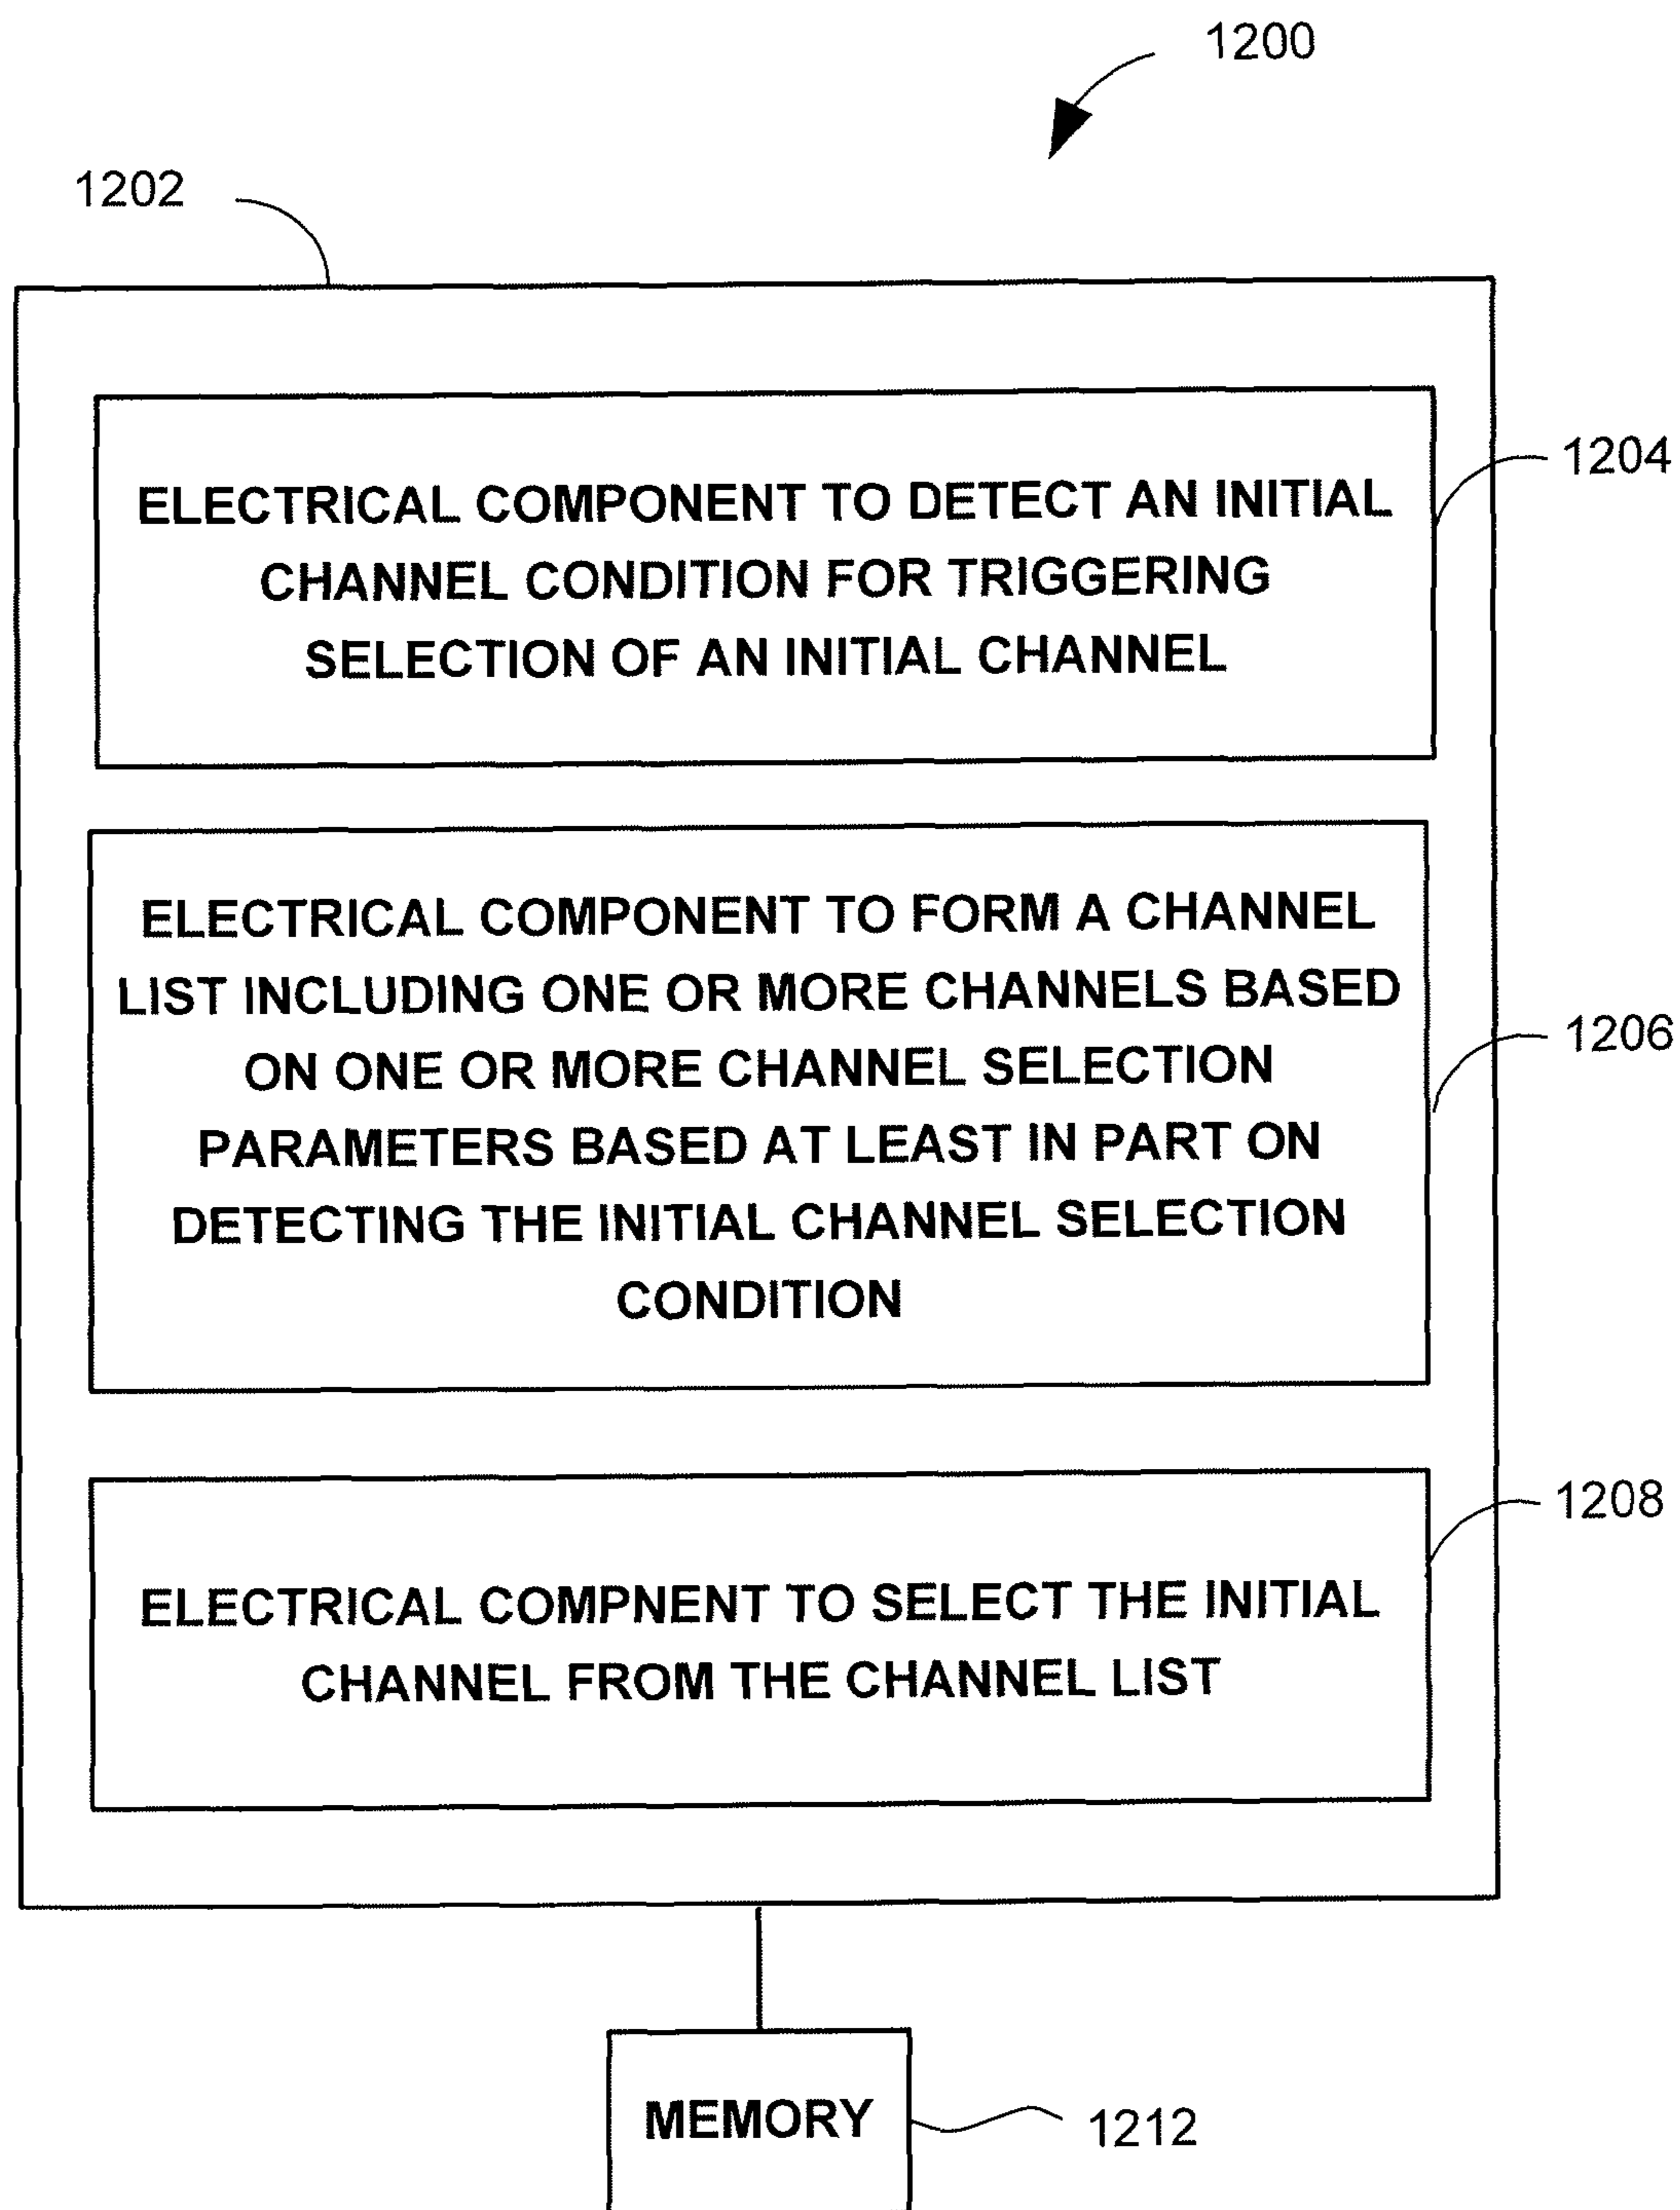 1200
1202
ELECTRICAL COMPONENT TO DETECT AN INITIAL
CHANNEL CONDITION FOR TRIGGERING
SELECTION OF AN INITIAL CHANNEL
1204
ELECTRICAL COMPONENT TO FORM A CHANNEL
LIST INCLUDING ONE OR MORE CHANNELS BASED
ON ONE OR MORE CHANNEL SELECTION
PARAMETERS BASED AT LEAST IN PART ON
DETECTING THE INITIAL CHANNEL SELECTION
CONDITION
1206
ELECTRICAL COMPNENT TO SELECT THE INITIAL
CHANNEL FROM THE CHANNEL LIST
1208
MEMORY
1212